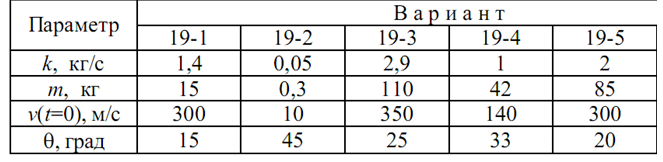 Параметр Вариант
19-1 19-2 19-3 19-4 19-5
k, кг/с 1,4 0,05 2,9 1 2
m, кг 15 0,3 110 42 85
v(t=0), м/с 300 10 350 140 300
θ, град 15 45 25 33 20